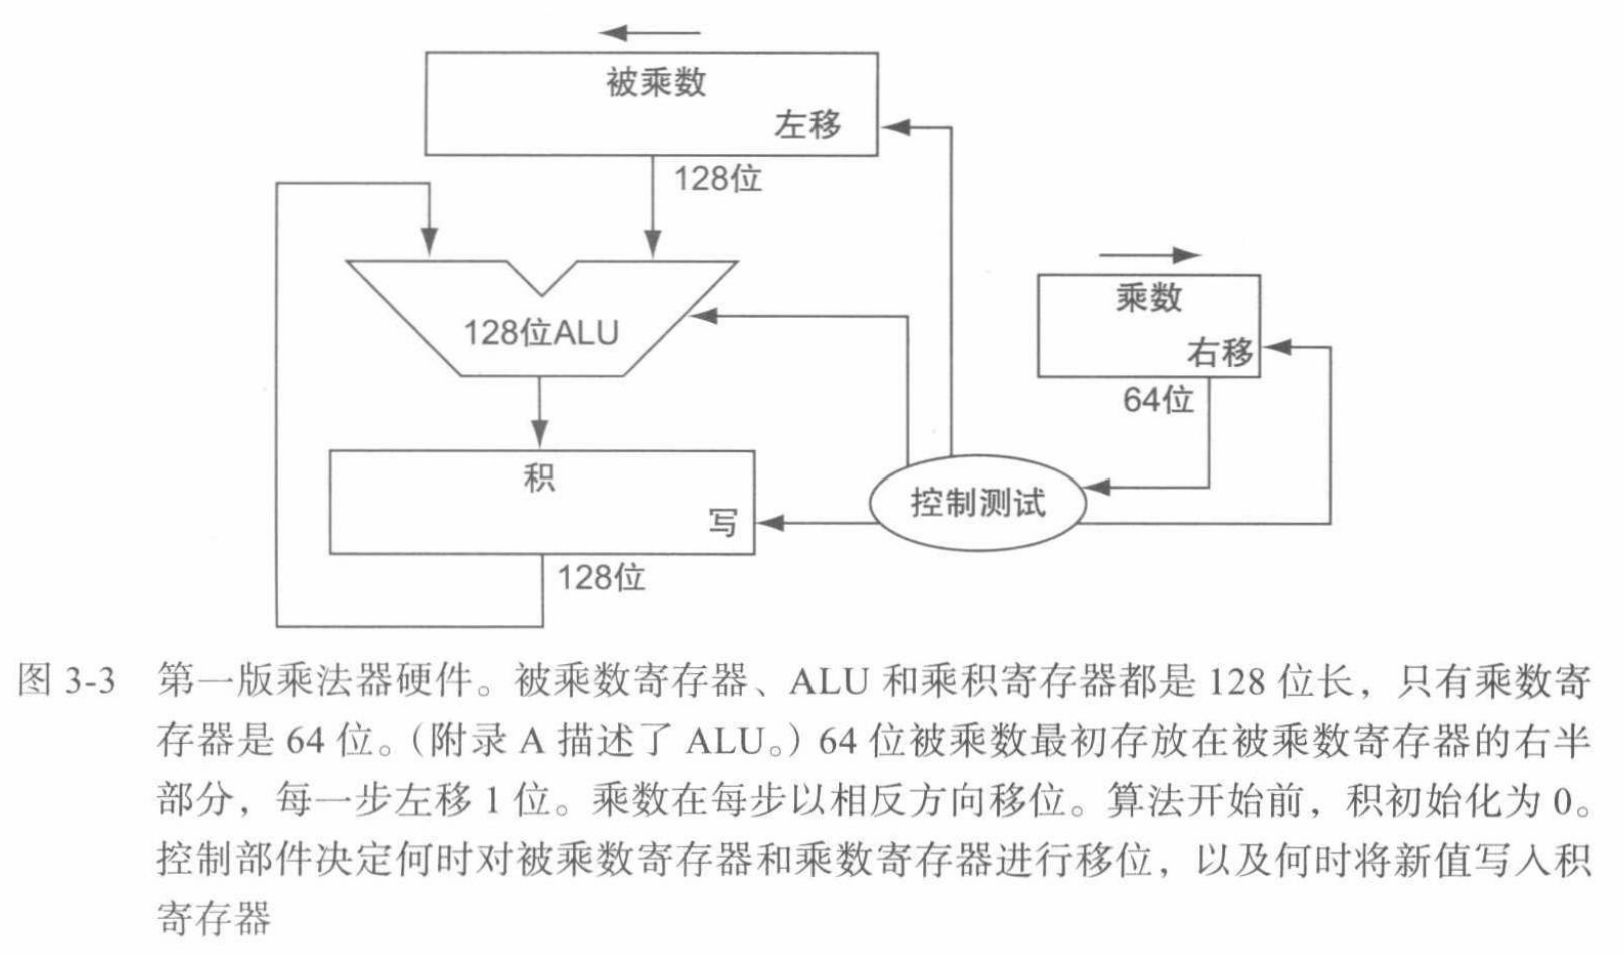 被乘数
左移
128位
128位ALU
乘数
右移
64位
积
写
控制测试
128位
图 3-3 第一版乘法器硬件。被乘数寄存器、ALU 和乘积寄存器都是 128 位长，只有乘数寄
存器是 64 位。（附录 A 描述了 ALU。）64 位被乘数最初存放在被乘数寄存器的右半
部分，每一步左移 1 位。乘数在每步以相反方向移位。算法开始前，积初始化为 0。
控制部件决定何时对被乘数寄存器和乘数寄存器进行移位，以及何时将新值写入积
寄存器